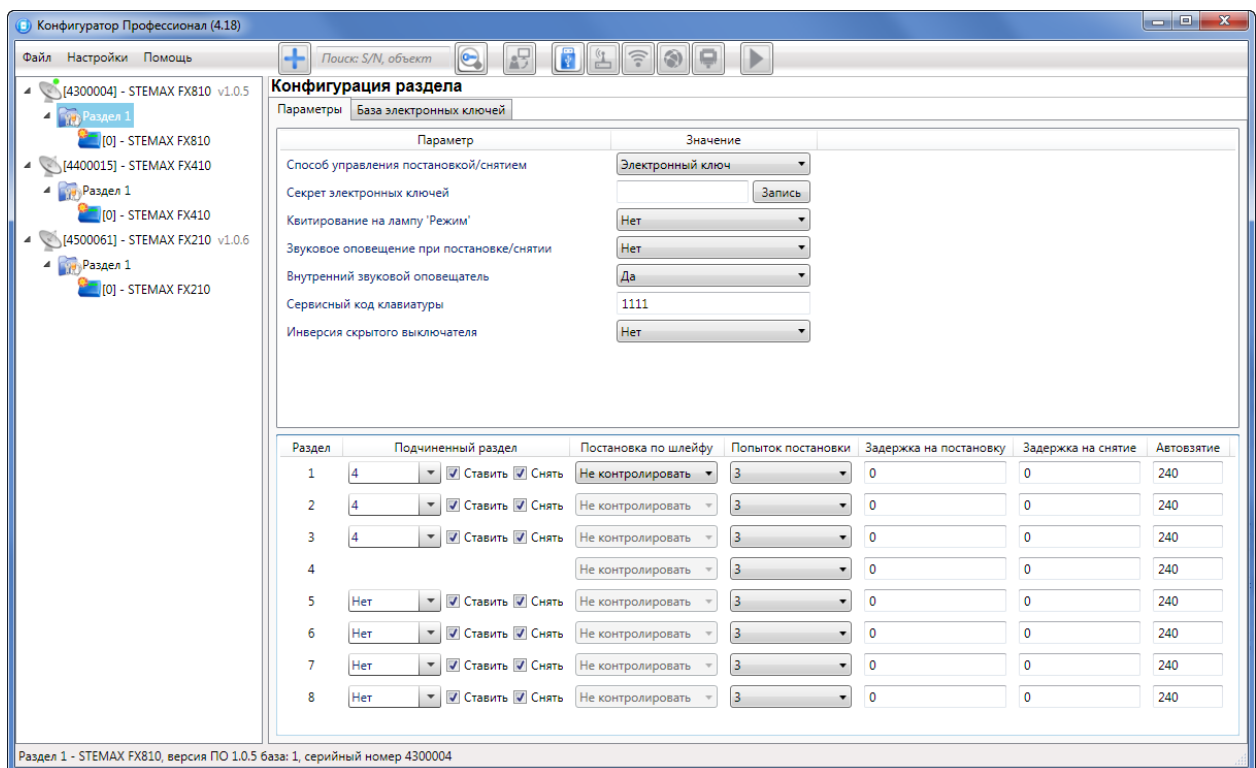 Конфигуратор Профессионал (4.18)
Файл Настройки Помощь Поиск: S/N, объект
[4300004] - STEMAX FX810 v1.0.5
Раздел 1
[0] - STEMAX FX810
[4400015] - STEMAX FX410
Раздел 1
[0] - STEMAX FX410
[4500061] - STEMAX FX210 v1.0.6
Раздел 1
[0] - STEMAX FX210
Конфигурация раздела
Параметры База электронных ключей
Параметр Значение
Способ управления постановкой/снятием Электронный ключ
Секрет электронных ключей Запись
Квитирование на лампу 'Режим' Нет
Звуковое оповещение при постановке/снятии Нет
Внутренний звуковой оповещатель Да
Сервисный код клавиатуры 1111
Инверсия скрытого выключателя Нет
Раздел Подчиненный раздел Постановка по шлейфу Попыток постановки Задержка на постановку Задержка на снятие Автовзятие
1 4 Ставить Снять Не контролировать 3 0 0 240
2 4 Ставить Снять Не контролировать 3 0 0 240
3 4 Ставить Снять Не контролировать 3 0 0 240
4 Не контролировать 3 0 0 240
5 Нет Ставить Снять Не контролировать 3 0 0 240
6 Нет Ставить Снять Не контролировать 3 0 0 240
7 Нет Ставить Снять Не контролировать 3 0 0 240
8 Нет Ставить Снять Не контролировать 3 0 0 240
Раздел 1 - STEMAX FX810, версия ПО 1.0.5 база: 1, серийный номер 4300004